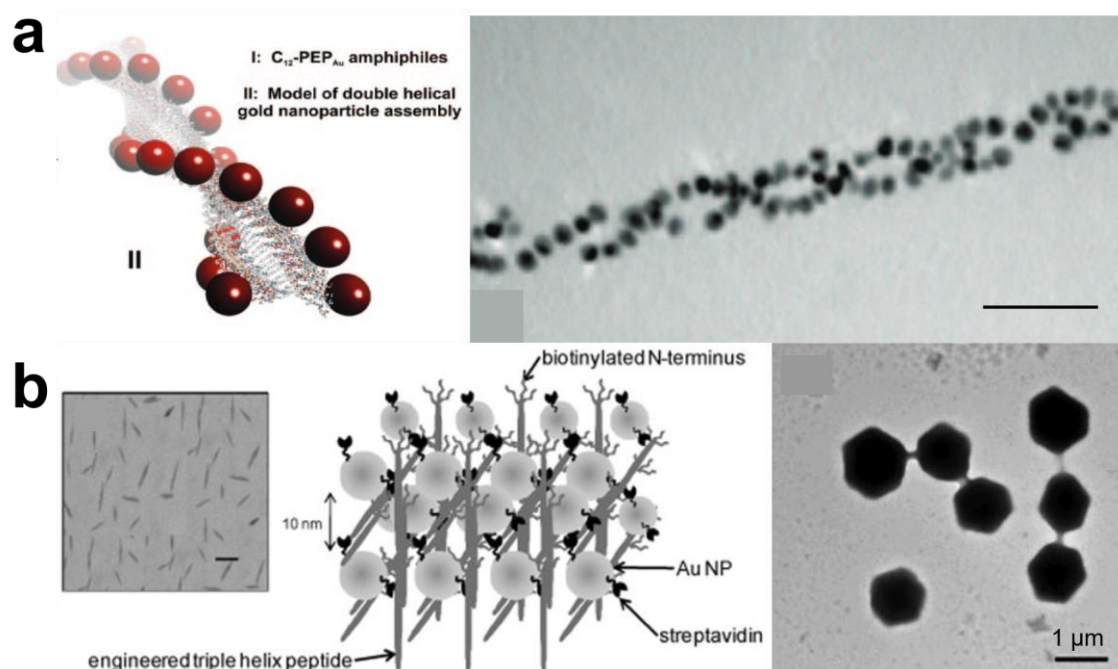 a
I: C₁₂-PEP_Au amphiphiles
II: Model of double helical
gold nanoparticle assembly
II
b
biotinylated N-terminus
10 nm
Au NP
streptavidin
engineered triple helix peptide
1 µm